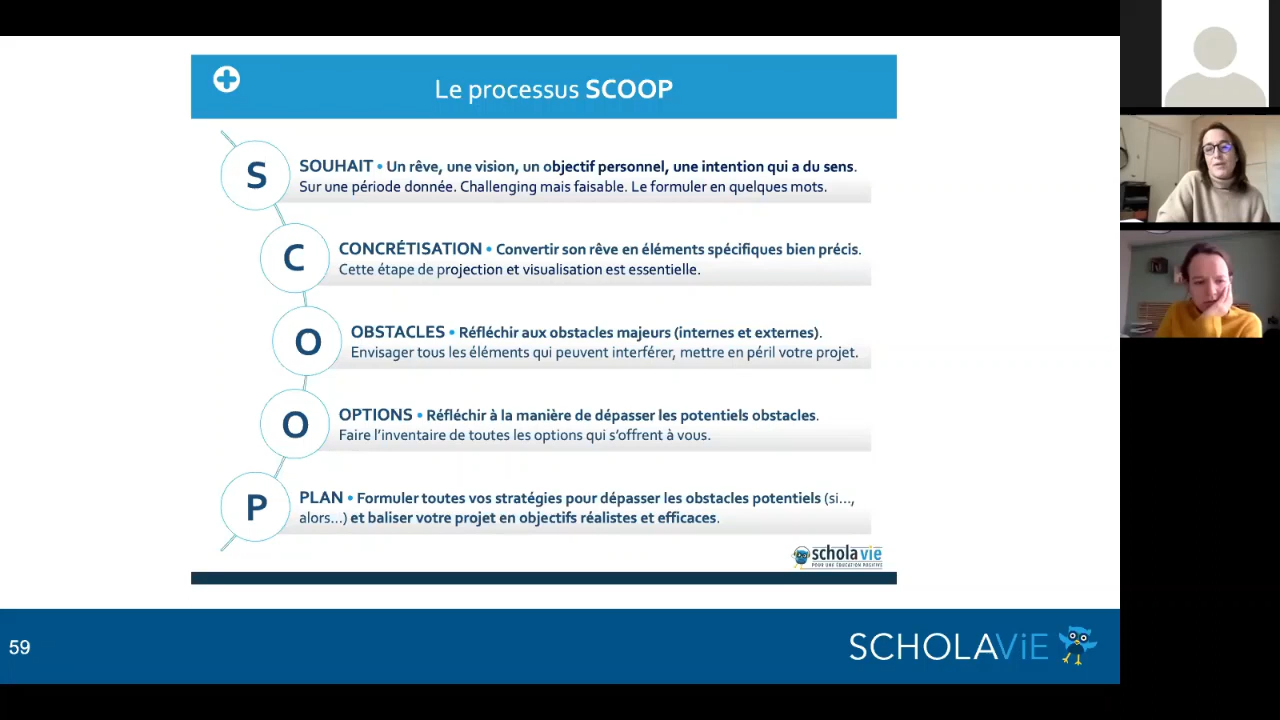 Le processus SCOOP
S
SOUHAIT • Un rêve, une vision, un objectif personnel, une intention qui a du sens.
Sur une période donnée. Challenging mais faisable. Le formuler en quelques mots.
C
CONCRÉTISATION • Convertir son rêve en éléments spécifiques bien précis.
Cette étape de projection et visualisation est essentielle.
O
OBSTACLES • Réfléchir aux obstacles majeurs (internes et externes).
Envisager tous les éléments qui peuvent interférer, mettre en péril votre projet.
O
OPTIONS • Réfléchir à la manière de dépasser les potentiels obstacles.
Faire l'inventaire de toutes les options qui s'offrent à vous.
P
PLAN • Formuler toutes vos stratégies pour dépasser les obstacles potentiels (si...,
alors...) et baliser votre projet en objectifs réalistes et efficaces.
schola vie
POUR UNE ÉDUCATION POSITIVE
59
SCHOLAViE